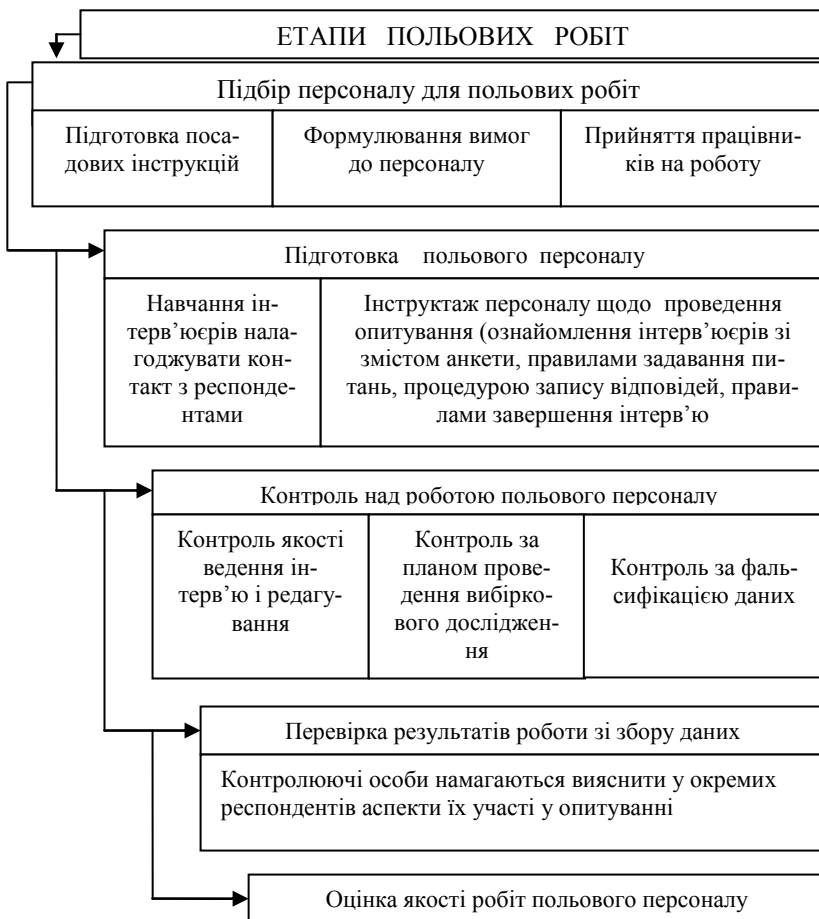 ЕТАПИ ПОЛЬОВИХ РОБІТ
Підбір персоналу для польових робіт
Підготовка поса-
дових інструкцій
Формулювання вимог
до персоналу
Прийняття працівни-
ків на роботу
Підготовка польового персоналу
Навчання ін-
терв’юєрів нала-
годжувати кон-
такт з респонде-
нтами
Інструктаж персоналу щодо проведення
опитування (ознайомлення інтерв’юєрів зі
змістом анкети, правилами задавання пи-
тань, процедурою запису відповідей, прави-
лами завершення інтерв’ю
Контроль над роботою польового персоналу
Контроль якості
ведення ін-
терв’ю і редагу-
вання
Контроль за
планом прове-
дення вибірко-
вого досліджен-
ня
Контроль за фаль-
сифікацією даних
Перевірка результатів роботи зі збору даних
Контролюючі особи намагаються вияснити у окремих
респондентів аспекти їх участі у опитуванні
Оцінка якості робіт польового персоналу